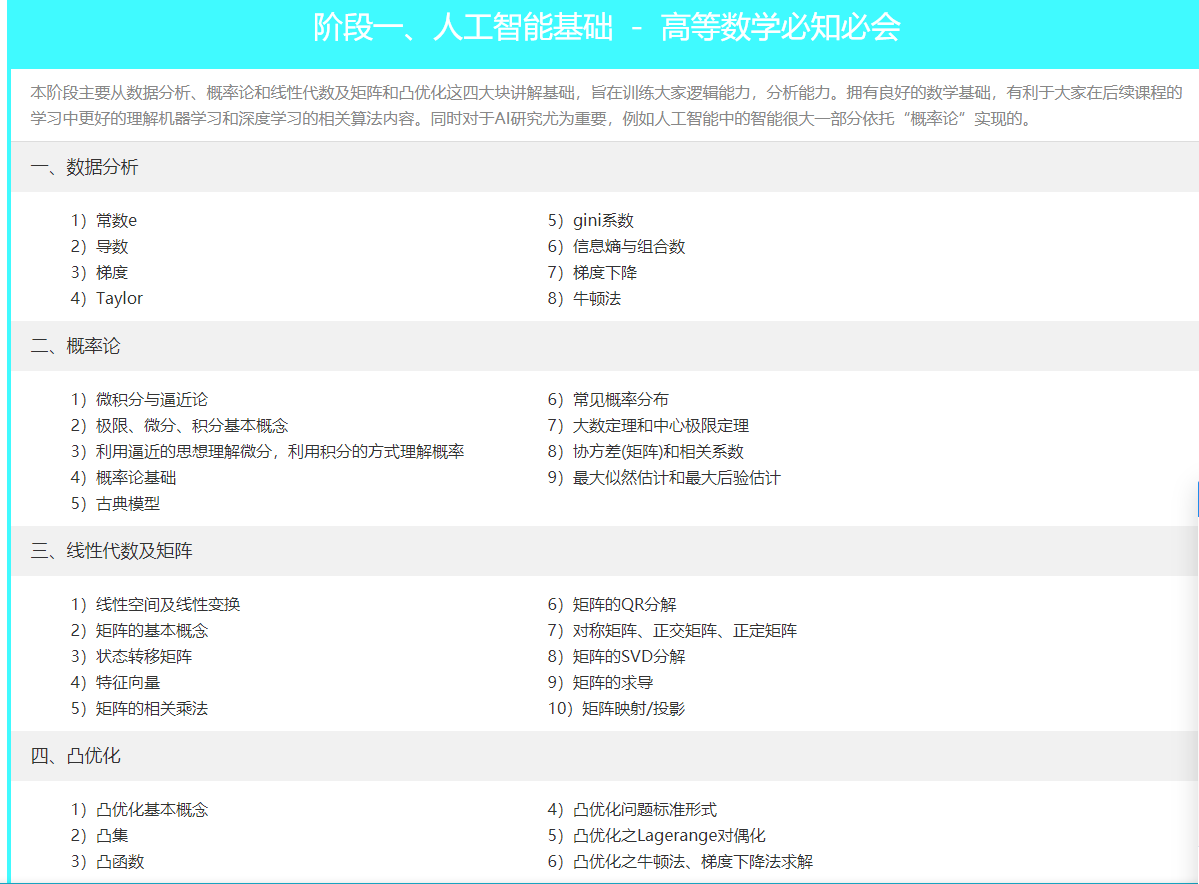 阶段一、人工智能基础 － 高等数学必知必会
本阶段主要从数据分析、概率论和线性代数及矩阵和凸优化这四大块讲解基础，旨在训练大家逻辑能力，分析能力。拥有良好的数学基础，有利于大家在后续课程的
学习中更好的理解机器学习和深度学习的相关算法内容。同时对于AI研究尤为重要，例如人工智能中的智能很大一部分依托“概率论”实现的。
一、数据分析
1）常数e
2）导数
3）梯度
4）Taylor
5）gini系数
6）信息熵与组合数
7）梯度下降
8）牛顿法
二、概率论
1）微积分与逼近论
2）极限、微分、积分基本概念
3）利用逼近的思想理解微分，利用积分的方式理解概率
4）概率论基础
5）古典模型
6）常见概率分布
7）大数定理和中心极限定理
8）协方差(矩阵)和相关系数
9）最大似然估计和最大后验估计
三、线性代数及矩阵
1）线性空间及线性变换
2）矩阵的基本概念
3）状态转移矩阵
4）特征向量
5）矩阵的相关乘法
6）矩阵的QR分解
7）对称矩阵、正交矩阵、正定矩阵
8）矩阵的SVD分解
9）矩阵的求导
10）矩阵映射/投影
四、凸优化
1）凸优化基本概念
2）凸集
3）凸函数
4）凸优化问题标准形式
5）凸优化之Lagerange对偶化
6）凸优化之牛顿法、梯度下降法求解